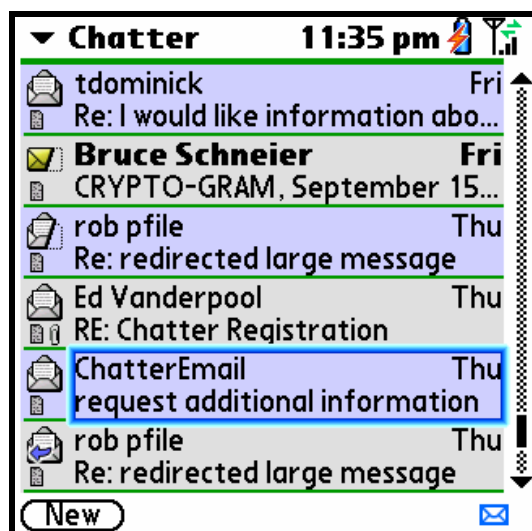 Chatter 11:35 pm
tdominick Fri
Re: I would like information abo...
Bruce Schneier Fri
CRYPTO-GRAM, September 15...
rob pfile Thu
Re: redirected large message
Ed Vanderpool Thu
RE: Chatter Registration
ChatterEmail Thu
request additional information
rob pfile Thu
Re: redirected large message
New